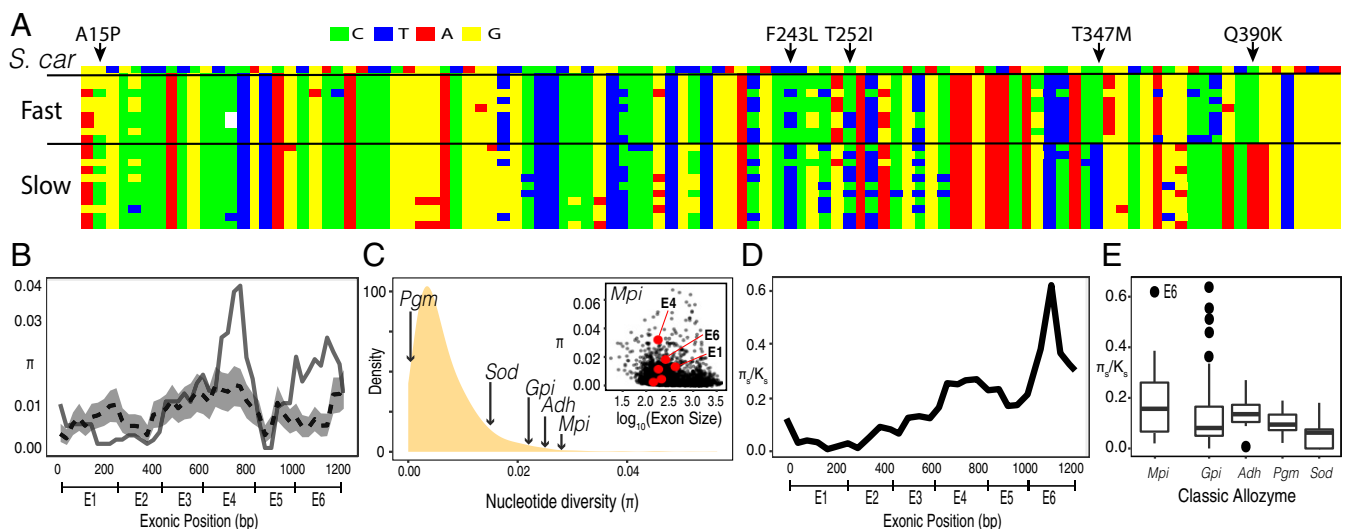 A
C T A G
A15P
F243L T252I
T347M
Q390K
S. car
Fast
Slow
B
0.04
0.03
π
0.01
0.00
0 200 400 600 800 1000 1200
E1 E2 E3 E4 E5 E6
Exonic Position (bp)
C
100
50
0
Density
Pgm
Sod
Gpi
Adh
Mpi
0.00 0.02 0.04
Nucleotide diversity (π)
Mpi
E4
E6
E1
0.06
0.04
π
0.02
0.00
1.5 2.0 2.5 3.0 3.5
log10(Exon Size)
D
0.6
0.4
πs/Ks
0.2
0.0
0 200 400 600 800 1000 1200
E1 E2 E3 E4 E5 E6
Exonic Position (bp)
E
E6
0.6
0.4
πs/Ks
0.2
0.0
Mpi Gpi Adh Pgm Sod
Classic Allozyme